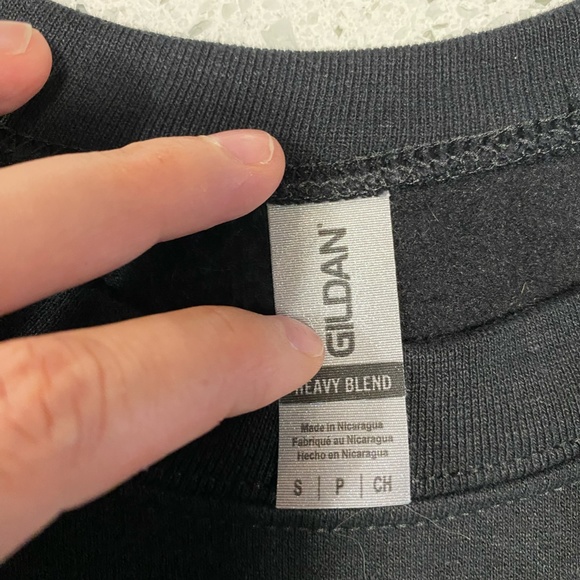 GILDAN
HEAVY BLEND
Made in Nicaragua
Fabriqué au Nicaragua
Hecho en Nicaragua
S | P | CH